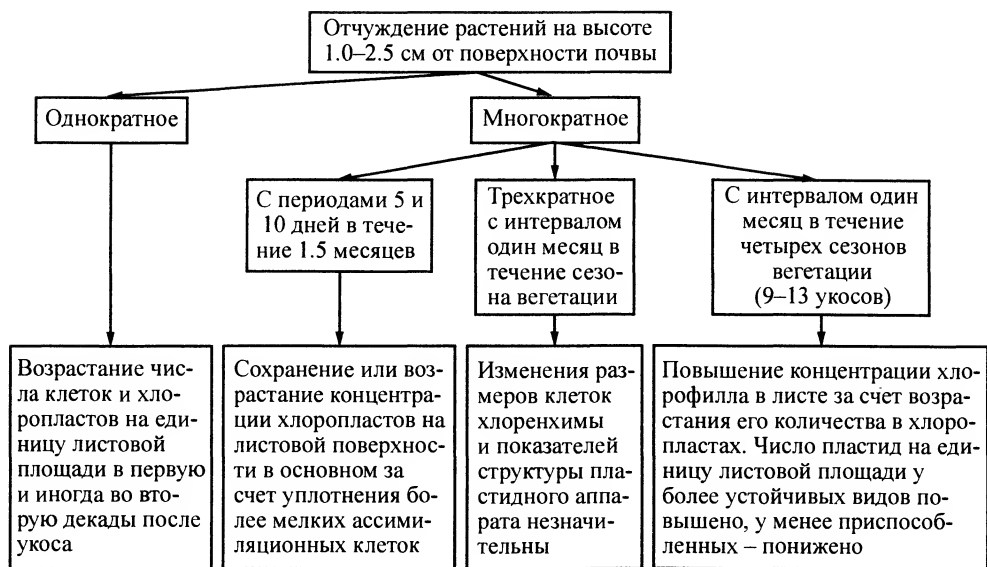 Отчуждение растений на высоте
1.0–2.5 см от поверхности почвы
Однократное
Многократное
С периодами 5 и
10 дней в тече-
ние 1.5 месяцев
Трехкратное
с интервалом
один месяц в
течение сезо-
на вегетации
С интервалом один
месяц в течение
четырех сезонов
вегетации
(9–13 укосов)
Возрастание чис-
ла клеток и хло-
ропластов на еди-
ницу листовой
площади в первую
и иногда во вто-
рую декады после
укоса
Сохранение или воз-
растание концентра-
ции хлоропластов на
листовой поверхнос-
ти в основном за
счет уплотнения бо-
лее мелких ассими-
ляционных клеток
Изменения раз-
меров клеток
хлоренхимы
и показателей
структуры пла-
стидного аппа-
рата незначи-
тельны
Повышение концентрации хло-
рофилла в листе за счет возра-
стания его количества в хлоро-
пластах. Число пластид на еди-
ницу листовой площади у
более устойчивых видов по-
вышено, у менее приспособ-
ленных – понижено